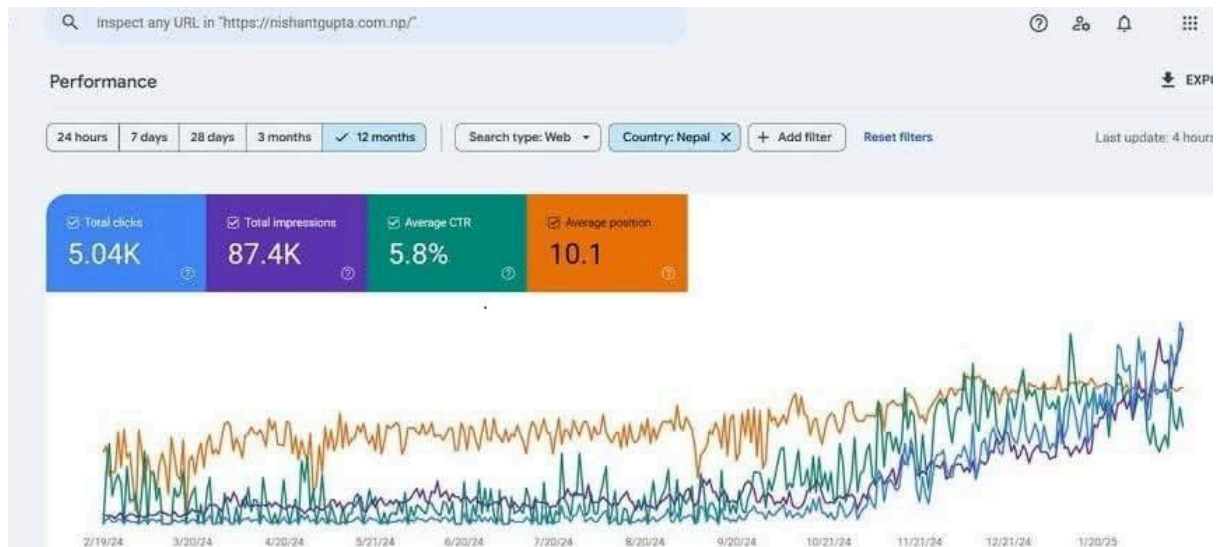 Inspect any URL in "https://nishantgupta.com.np/"
Performance
EXP
24 hours 7 days 28 days 3 months 12 months Search type: Web Country: Nepal X + Add filter Reset filters Last update: 4 hours
Total clicks Total impressions Average CTR Average position
5.04K 87.4K 5.8% 10.1
2/19/24 3/20/24 4/20/24 5/21/24 6/20/24 7/20/24 8/20/24 9/20/24 10/21/24 11/21/24 12/21/24 1/20/25